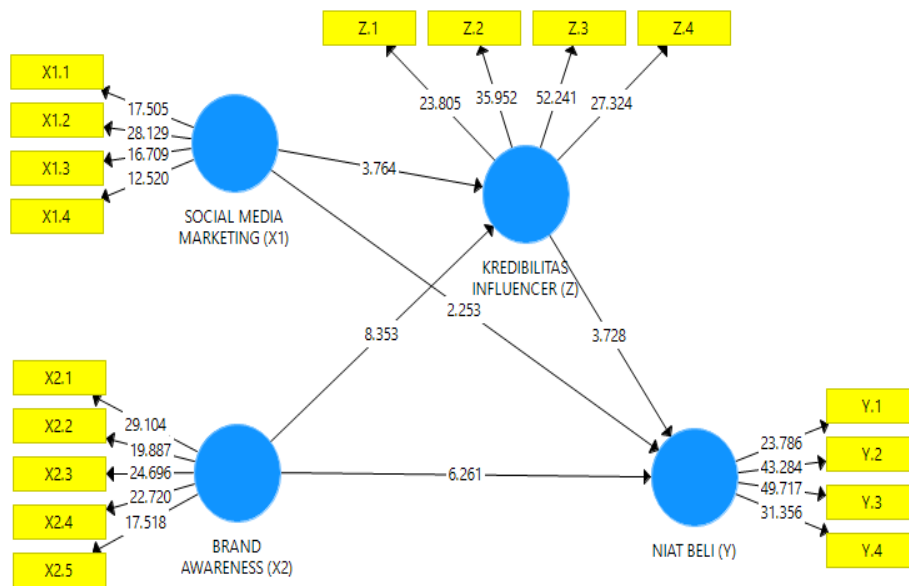 Z.1
Z.2
Z.3
Z.4
23.805
35.952
52.241
27.324
X1.1
X1.2
X1.3
X1.4
17.505
28.129
16.709
12.520
SOCIAL MEDIA
MARKETING (X1)
3.764
KREDIBILITAS
INFLUENCER (Z)
2.253
8.353
3.728
X2.1
X2.2
X2.3
X2.4
X2.5
29.104
19.887
24.696
22.720
17.518
BRAND
AWARENESS (X2)
6.261
NIAT BELI (Y)
23.786
43.284
49.717
31.356
Y.1
Y.2
Y.3
Y.4